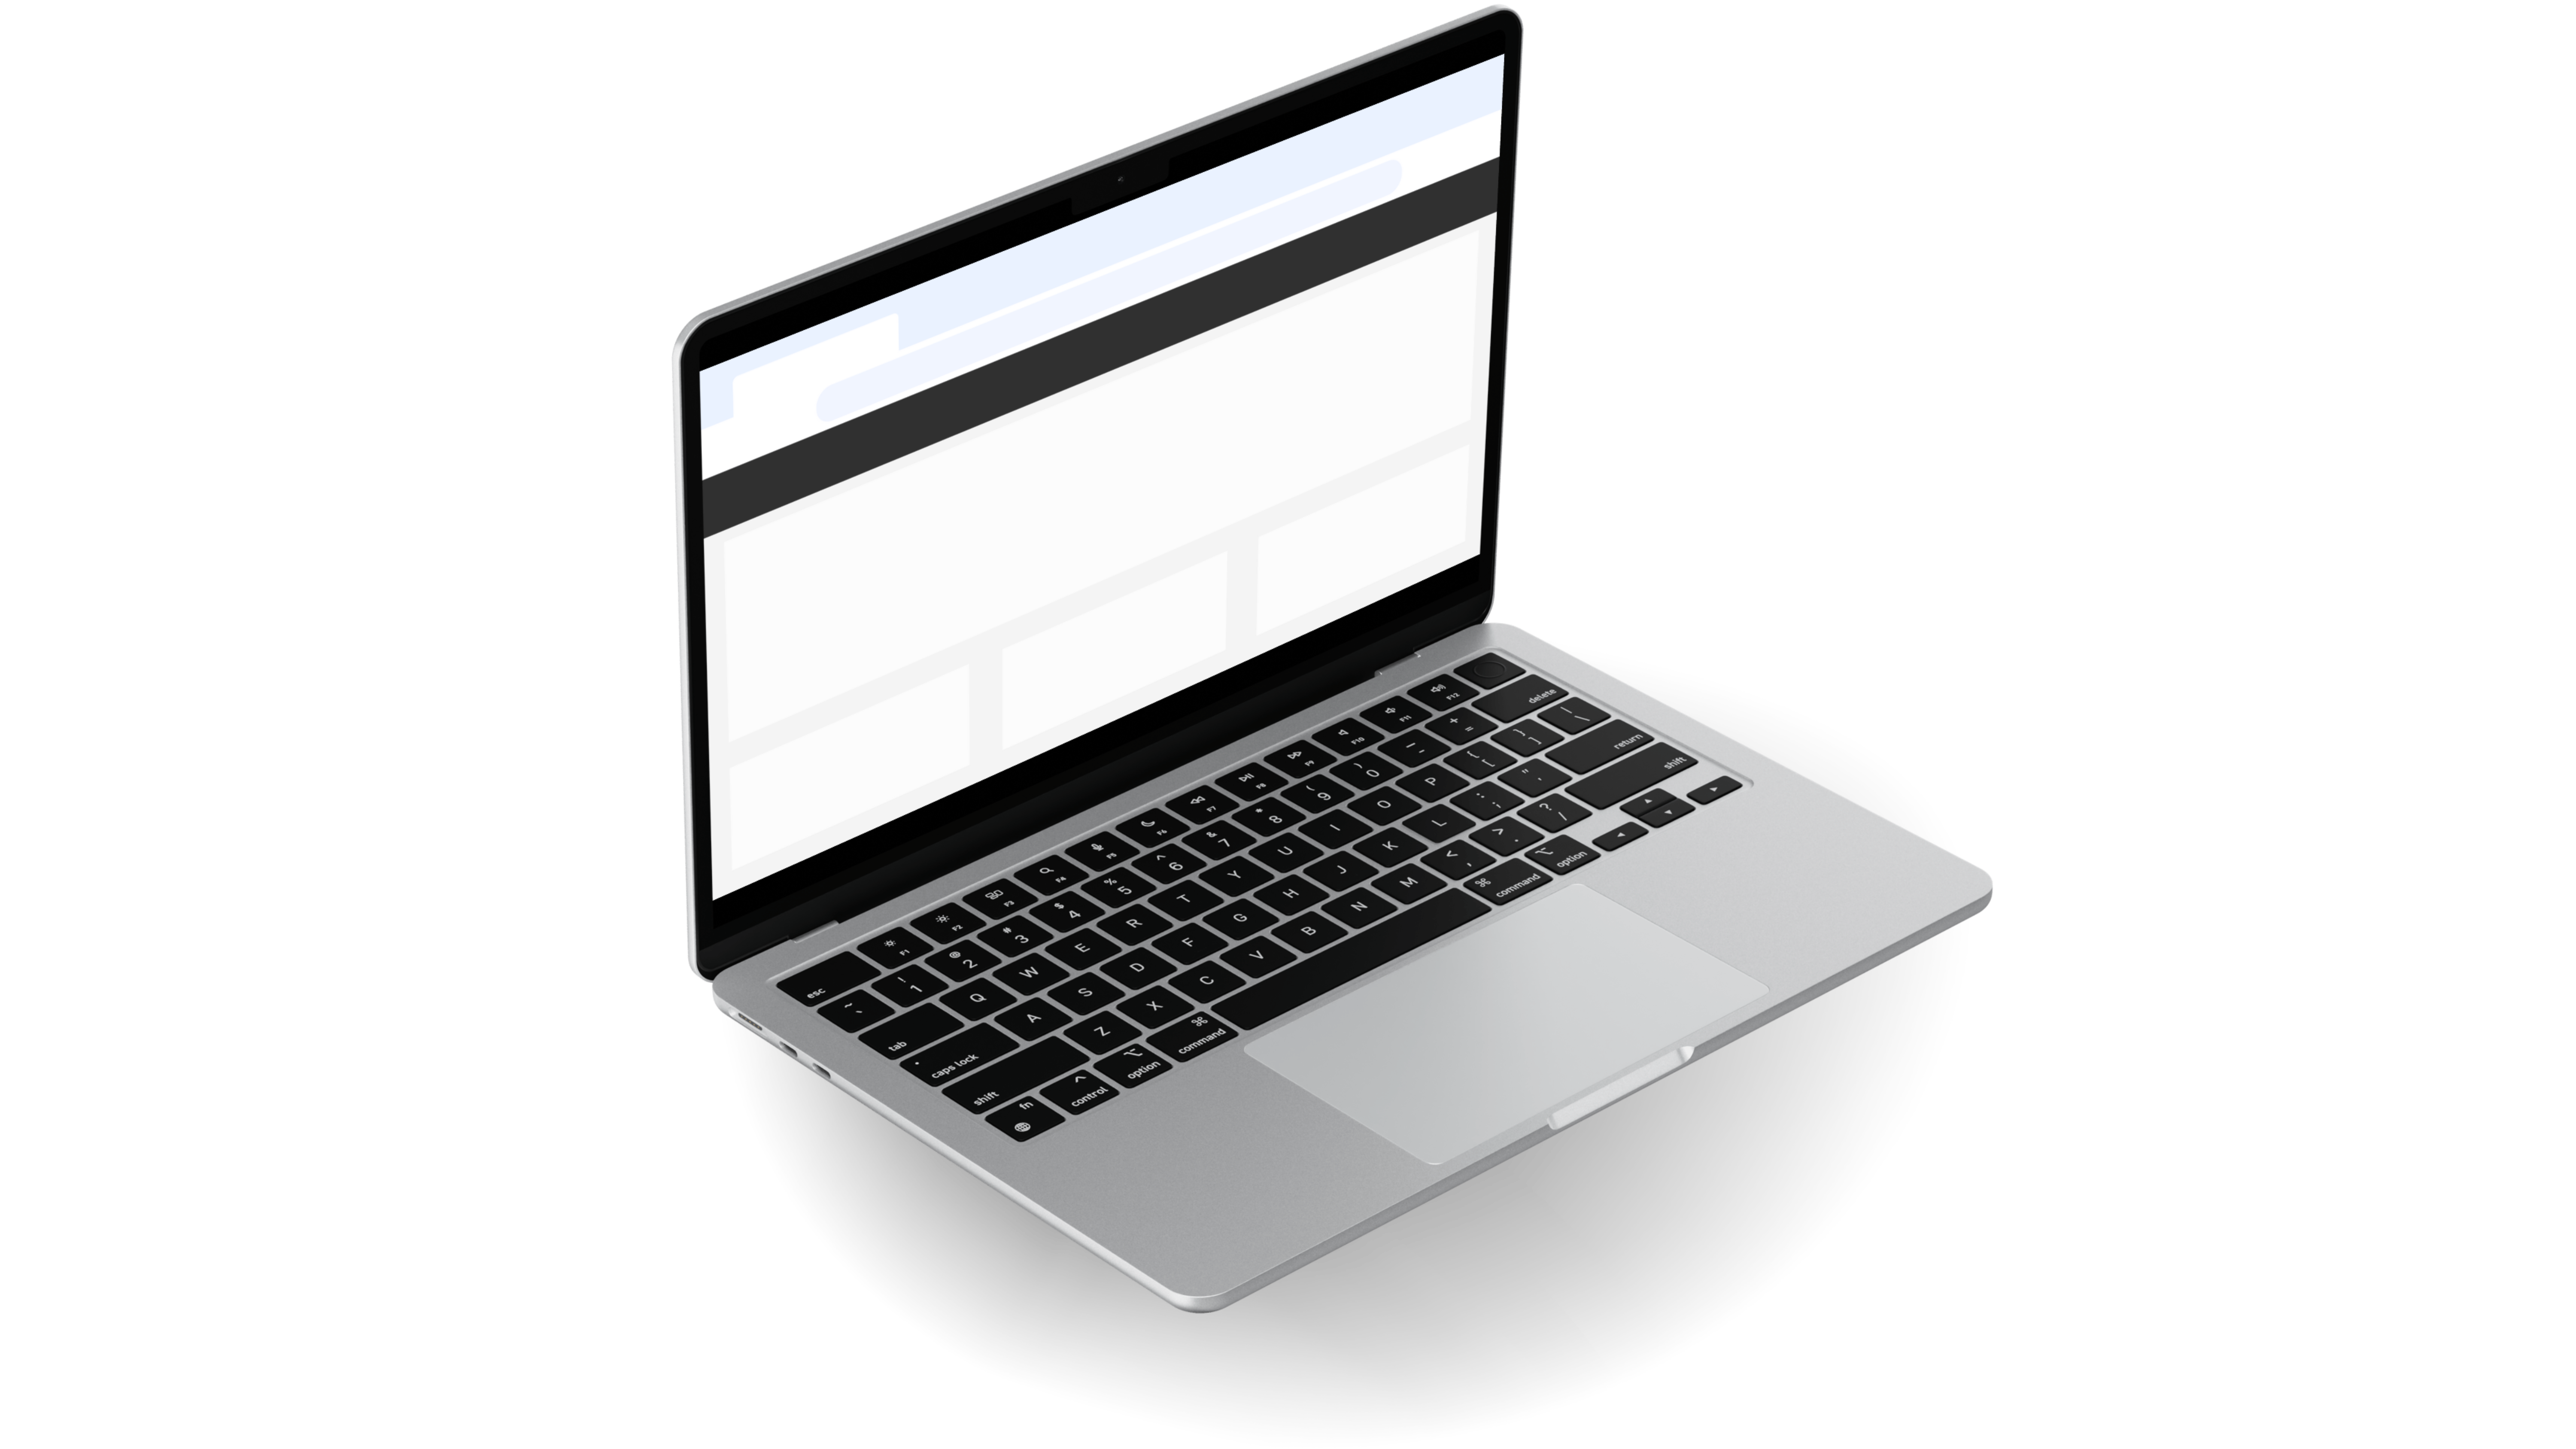 esc F1 F2 F3 F4 F5 F6 F7 F8 F9 F10 F11 F12
~ ` ! 1 @ 2 # 3 $ 4 % 5 ^ 6 & 7 * 8 ( 9 ) 0 — - + = delete
tab Q W E R T Y U I O P { [ } ] | \
caps lock A S D F G H J K L : ; " ' return
shift Z X C V B N M < , > . ? / shift
fn control option ⌘ command ⌘ command option